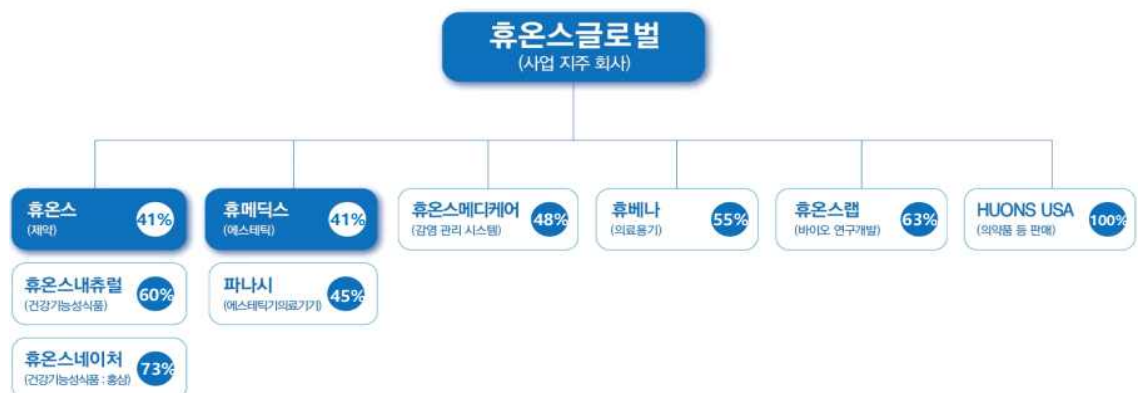 휴온스글로벌
(사업 지주 회사)
휴온스
(제약)
41%
휴메딕스
(에스테틱)
41%
휴온스메디케어
(감염 관리 시스템)
48%
휴베나
(의료용기)
55%
휴온스랩
(바이오 연구개발)
63%
HUONS USA
(의약품 등 판매)
100%
휴온스내츄럴
(건강기능성식품)
60%
파나시
(에스테틱기의료기기)
45%
휴온스네이처
(건강기능성식품 : 홍삼)
73%